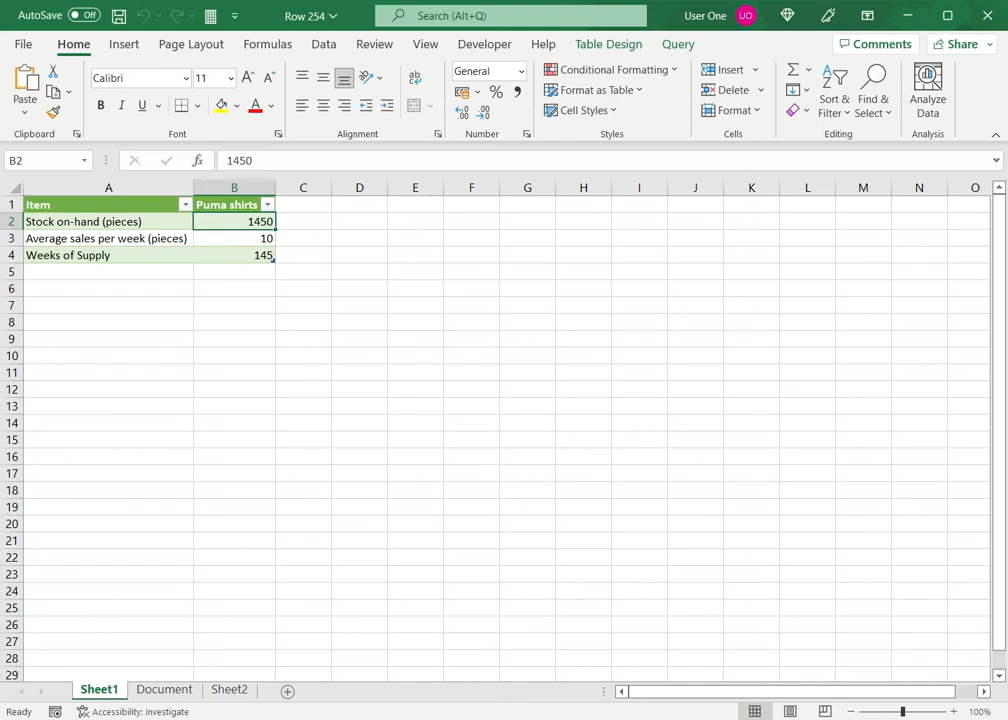 AutoSave Off Row 254 Search (Alt+Q) User One UO
File Home Insert Page Layout Formulas Data Review View Developer Help Table Design Query Comments Share
Paste Calibri 11 General Conditional Formatting Insert Sort & Find & Analyze
B I U A % , Format as Table Delete Filter Select Data
Cell Styles Format
Clipboard Font Alignment Number Styles Cells Editing Analysis
B2 fx 1450
A B C D E F G H I J K L M N O
1 Item Puma shirts
2 Stock on-hand (pieces) 1450
3 Average sales per week (pieces) 10
4 Weeks of Supply 145
5
6
7
8
9
10
11
12
13
14
15
16
17
18
19
20
21
22
23
24
25
26
27
28
29
Sheet1 Document Sheet2
Ready Accessibility: Investigate 100%